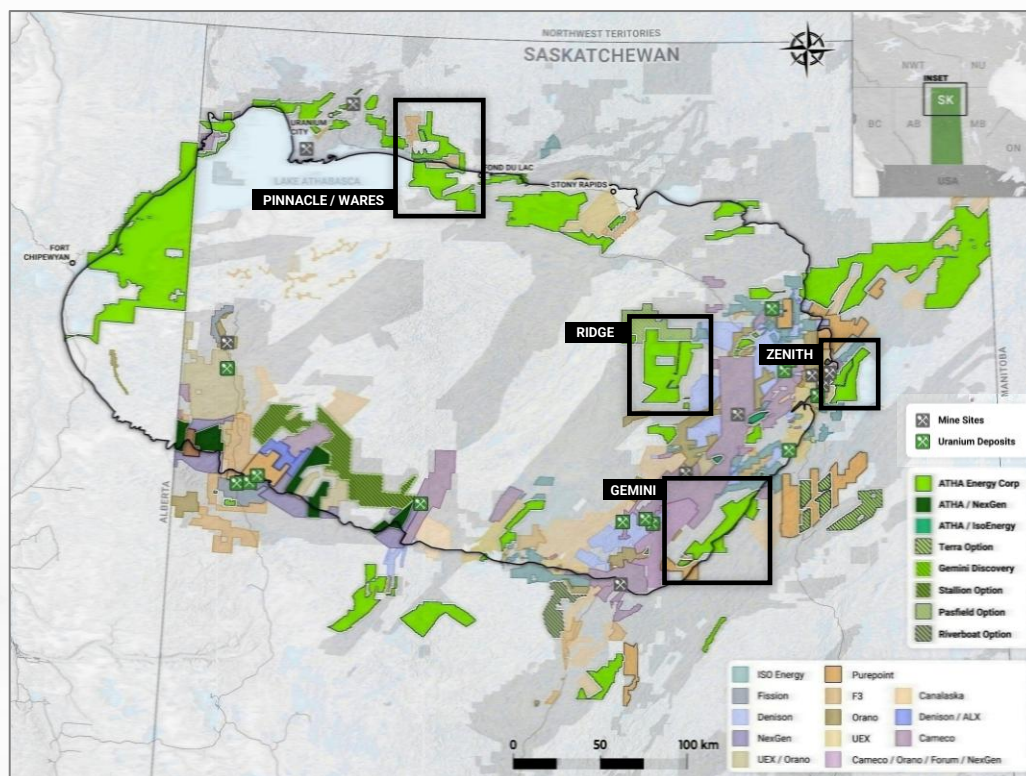 NORTHWEST TERRITORIES
SASKATCHEWAN
INSET
NWT
NU
SK
BC
AB
MB
ON
USA
URANIUM
CITY
LAKE ATHABASCA
FOND DU LAC
STONY RAPIDS
PINNACLE / WARES
FORT
CHIPEWYAN
RIDGE
ZENITH
MANITOBA
GEMINI
ALBERTA
Mine Sites
Uranium Deposits
ATHA Energy Corp
ATHA / NexGen
ATHA / IsoEnergy
Terra Option
Gemini Discovery
Stallion Option
Pasfield Option
Riverboat Option
ISO Energy
Purepoint
Fission
F3
Canalaska
Denison
Orano
Denison / ALX
NexGen
UEX
Cameco
UEX / Orano
Cameco / Orano / Forum / NexGen
0 50 100 km